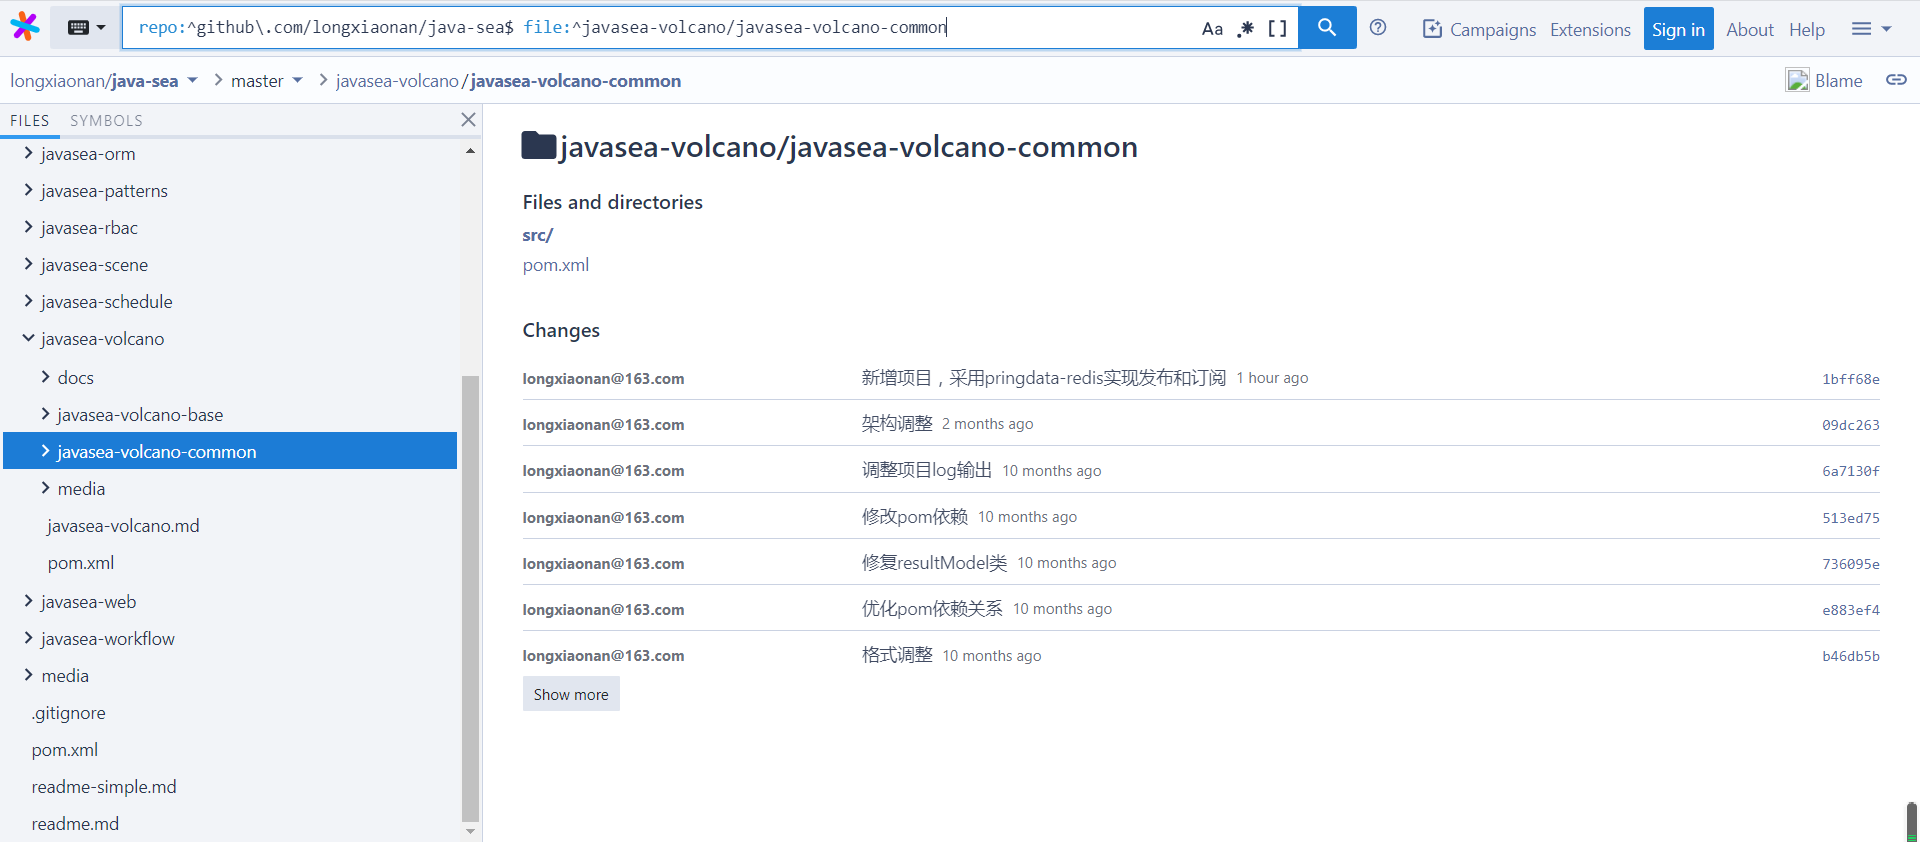 repo:^github\.com/longxiaonan/java-sea$ file:^javasea-volcano/javasea-volcano-common
Aa .* [] Campaigns Extensions Sign in About Help
longxiaonan/java-sea master javasea-volcano/javasea-volcano-common Blame
FILES SYMBOLS
javasea-orm
javasea-patterns
javasea-rbac
javasea-scene
javasea-schedule
javasea-volcano
docs
javasea-volcano-base
javasea-volcano-common
media
javasea-volcano.md
pom.xml
javasea-web
javasea-workflow
media
.gitignore
pom.xml
readme-simple.md
readme.md
javasea-volcano/javasea-volcano-common
Files and directories
src/
pom.xml
Changes
longxiaonan@163.com 新增项目，采用pringdata-redis实现发布和订阅 1 hour ago 1bff68e
longxiaonan@163.com 架构调整 2 months ago 09dc263
longxiaonan@163.com 调整项目log输出 10 months ago 6a7130f
longxiaonan@163.com 修改pom依赖 10 months ago 513ed75
longxiaonan@163.com 修复resultModel类 10 months ago 736095e
longxiaonan@163.com 优化pom依赖关系 10 months ago e883ef4
longxiaonan@163.com 格式调整 10 months ago b46db5b
Show more